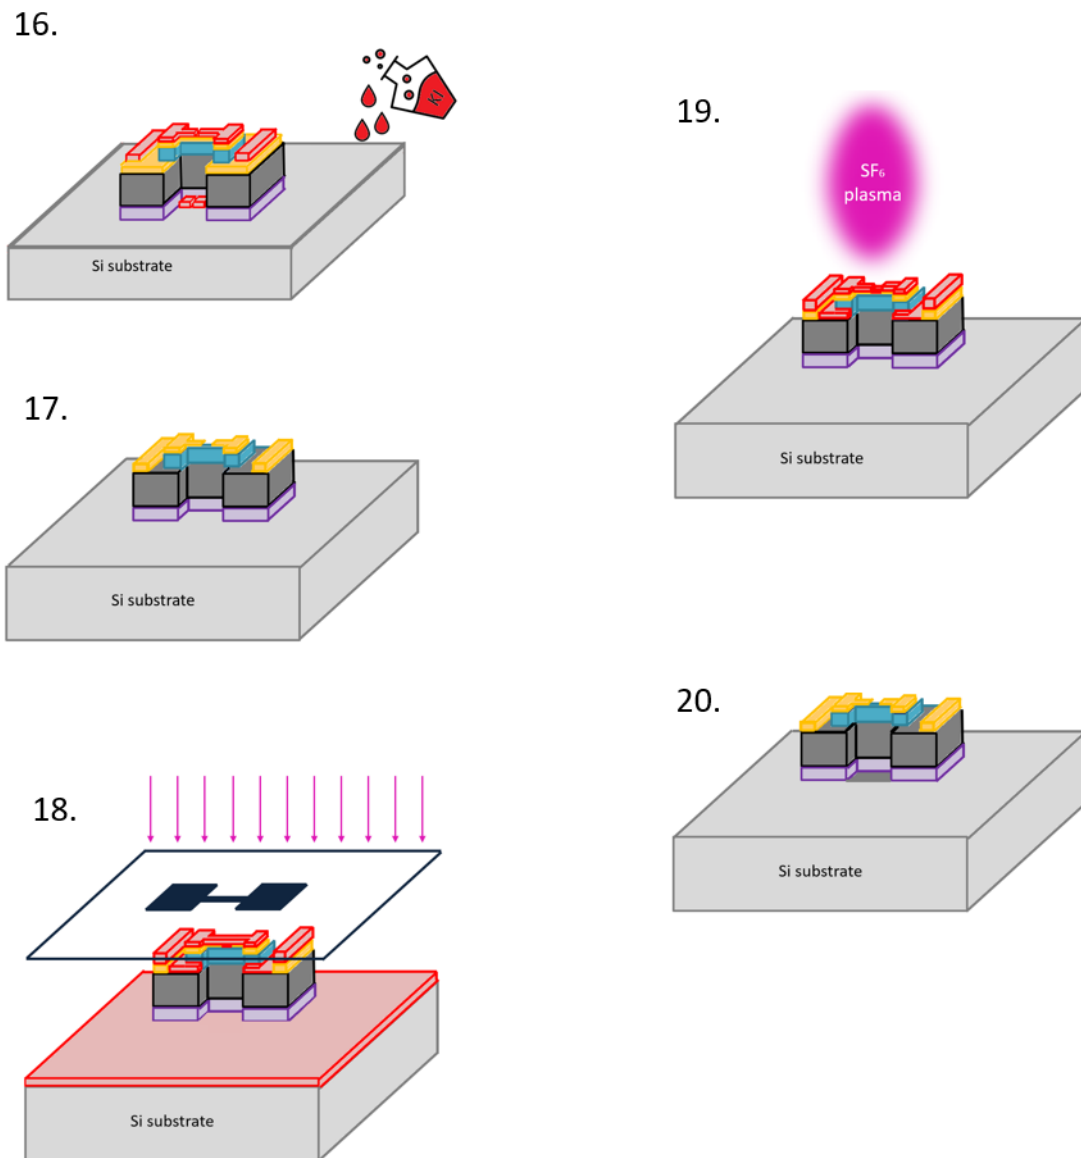 16.
KI
Si substrate
17.
Si substrate
18.
Si substrate
19.
SF₆
plasma
Si substrate
20.
Si substrate